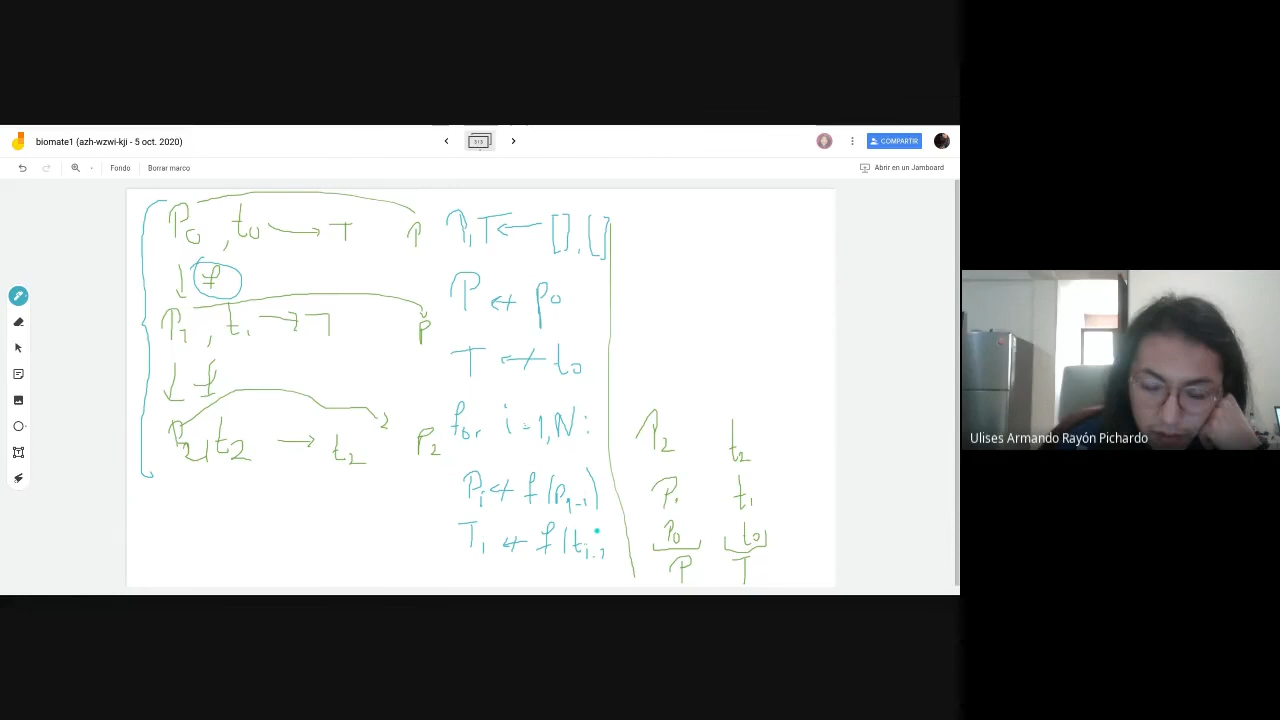 biomate1 (azh-wzwi-kji - 5 oct. 2020)
3/3
COMPARTIR
Fondo
Borrar marco
Abrir en un Jamboard
P0, t0 → T P
↓ f
P1, t1 → T P
↓ f
P2, t2 → t2 P2
P, T ← [], []
P ← p0
T ← t0
for i = 1, N:
Pi ← f(pi-1)
Ti ← f(ti-1
P2 t2
P1 t1
P0 t0
P T
Ulises Armando Rayón Pichardo